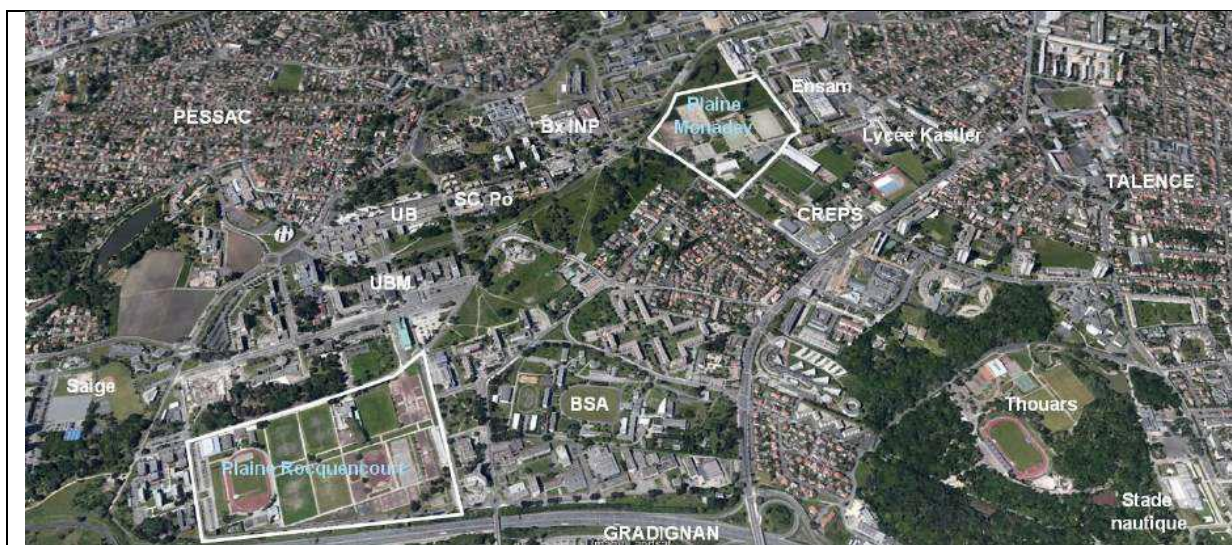 PESSAC
Bx INP
Plaine
Monadey
Ensam
Lycée Kastler
TALENCE
UB
SC. Po
CREPS
UBM
Saige
BSA
Thouars
Plaine Rocquencourt
Stade
nautique
GRADIGNAN